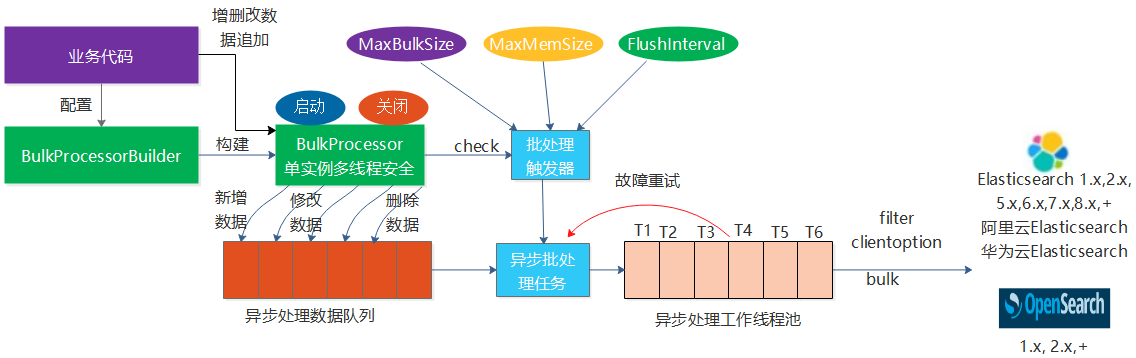 增删改数
据追加
业务代码
MaxBulkSize
MaxMemSize
FlushInterval
配置
启动
关闭
BulkProcessorBuilder
构建
BulkProcessor
单实例多线程安全
check
批处理
触发器
新增
数据
修改
数据
删除
数据
故障重试
T1
T2
T3
T4
T5
T6
异步批处
理任务
异步处理数据队列
异步处理工作线程池
filter
clientoption
bulk
Elasticsearch 1.x,2.x,
5.x,6.x,7.x,8.x,+
阿里云Elasticsearch
华为云Elasticsearch
OpenSearch
1.x, 2.x,+